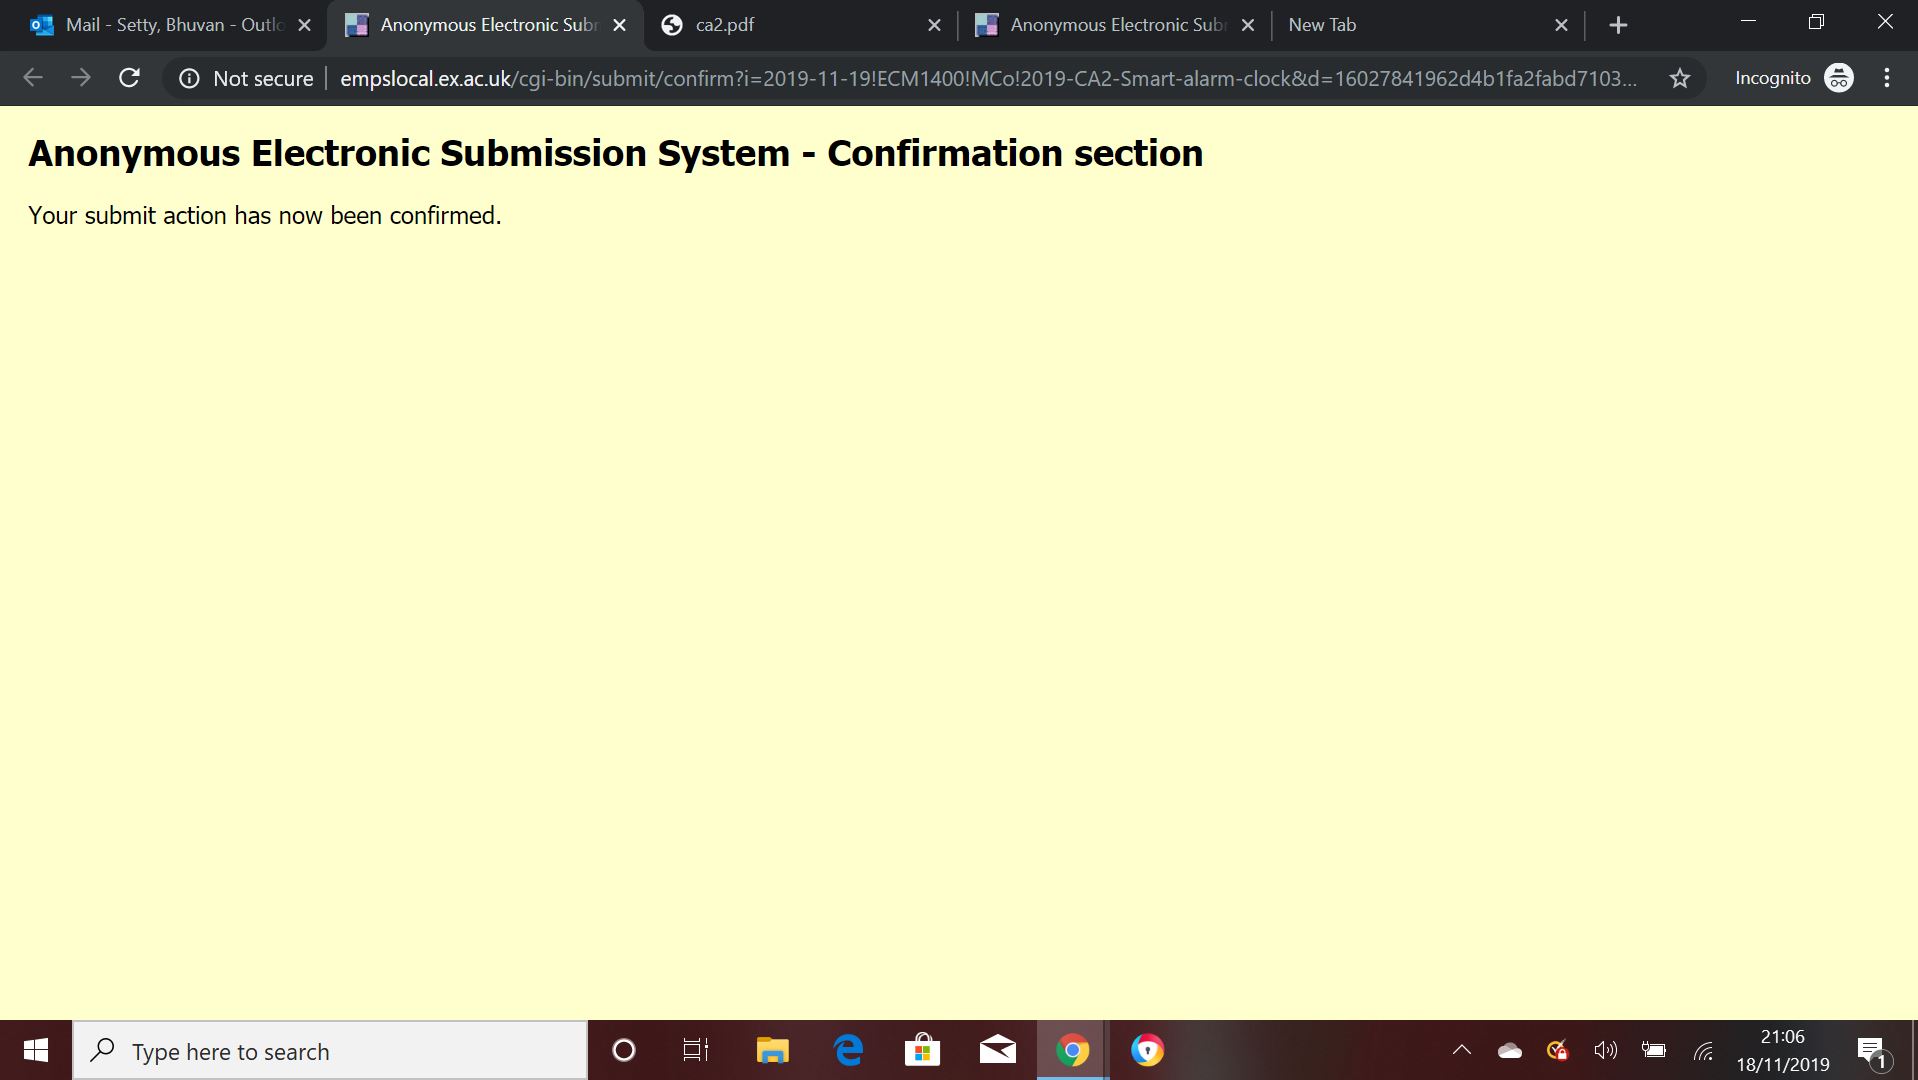 Mail - Setty, Bhuvan - Outlo
Anonymous Electronic Subm
ca2.pdf
Anonymous Electronic Subm
New Tab
Not secure
empslocal.ex.ac.uk/cgi-bin/submit/confirm?i=2019-11-19!ECM1400!MCo!2019-CA2-Smart-alarm-clock&d=16027841962d4b1fa2fabd7103...
Incognito
Anonymous Electronic Submission System - Confirmation section
Your submit action has now been confirmed.
Type here to search
21:06
18/11/2019
1